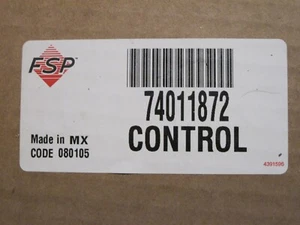 FSP
74011872
CONTROL
Made in MX
CODE 080105